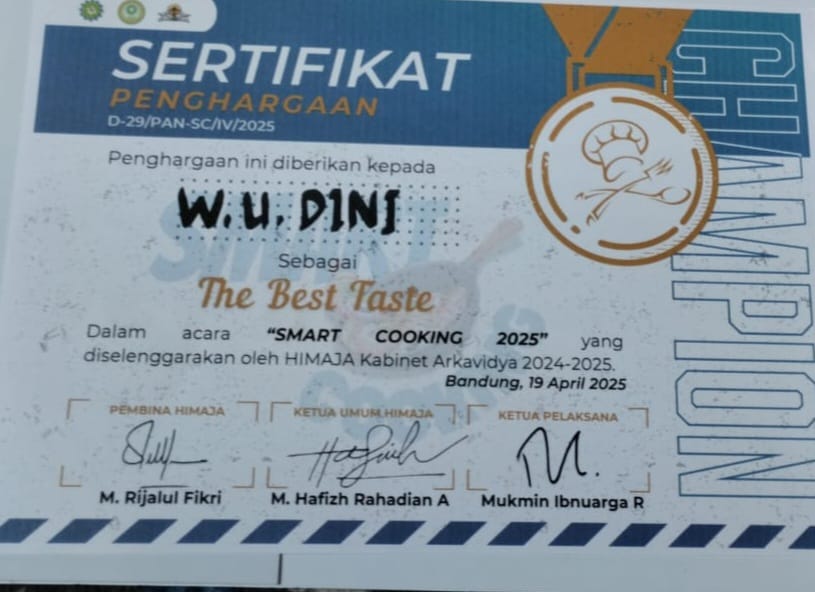 SERTIFIKAT
PENGHARGAAN
D-29/PAN-SC/IV/2025
Penghargaan ini diberikan kepada
W.U. DINI
Sebagai
The Best Taste
Dalam acara "SMART COOKING 2025" yang
diselenggarakan oleh HIMAJA Kabinet Arkavidya 2024-2025.
Bandung, 19 April 2025
PEMBINA HIMAJA KETUA UMUM HIMAJA KETUA PELAKSANA
M. Rijalul Fikri M. Hafizh Rahadian A Mukmin Ibnuarga R
CHAMPION